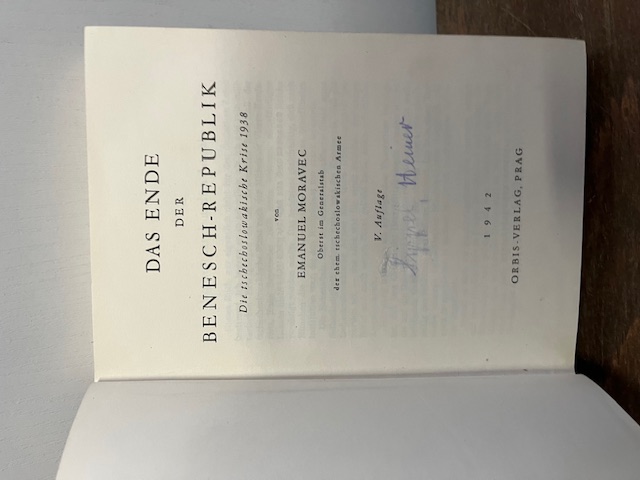 DAS ENDE
DER
BENESCH-REPUBLIK
Die tschechoslowakische Krise 1938
von
EMANUEL MORAVEC
Oberst im Generalstab
der ehem. tschechoslowakischen Armee
V. Auflage
Heiner
1942
ORBIS-VERLAG, PRAG